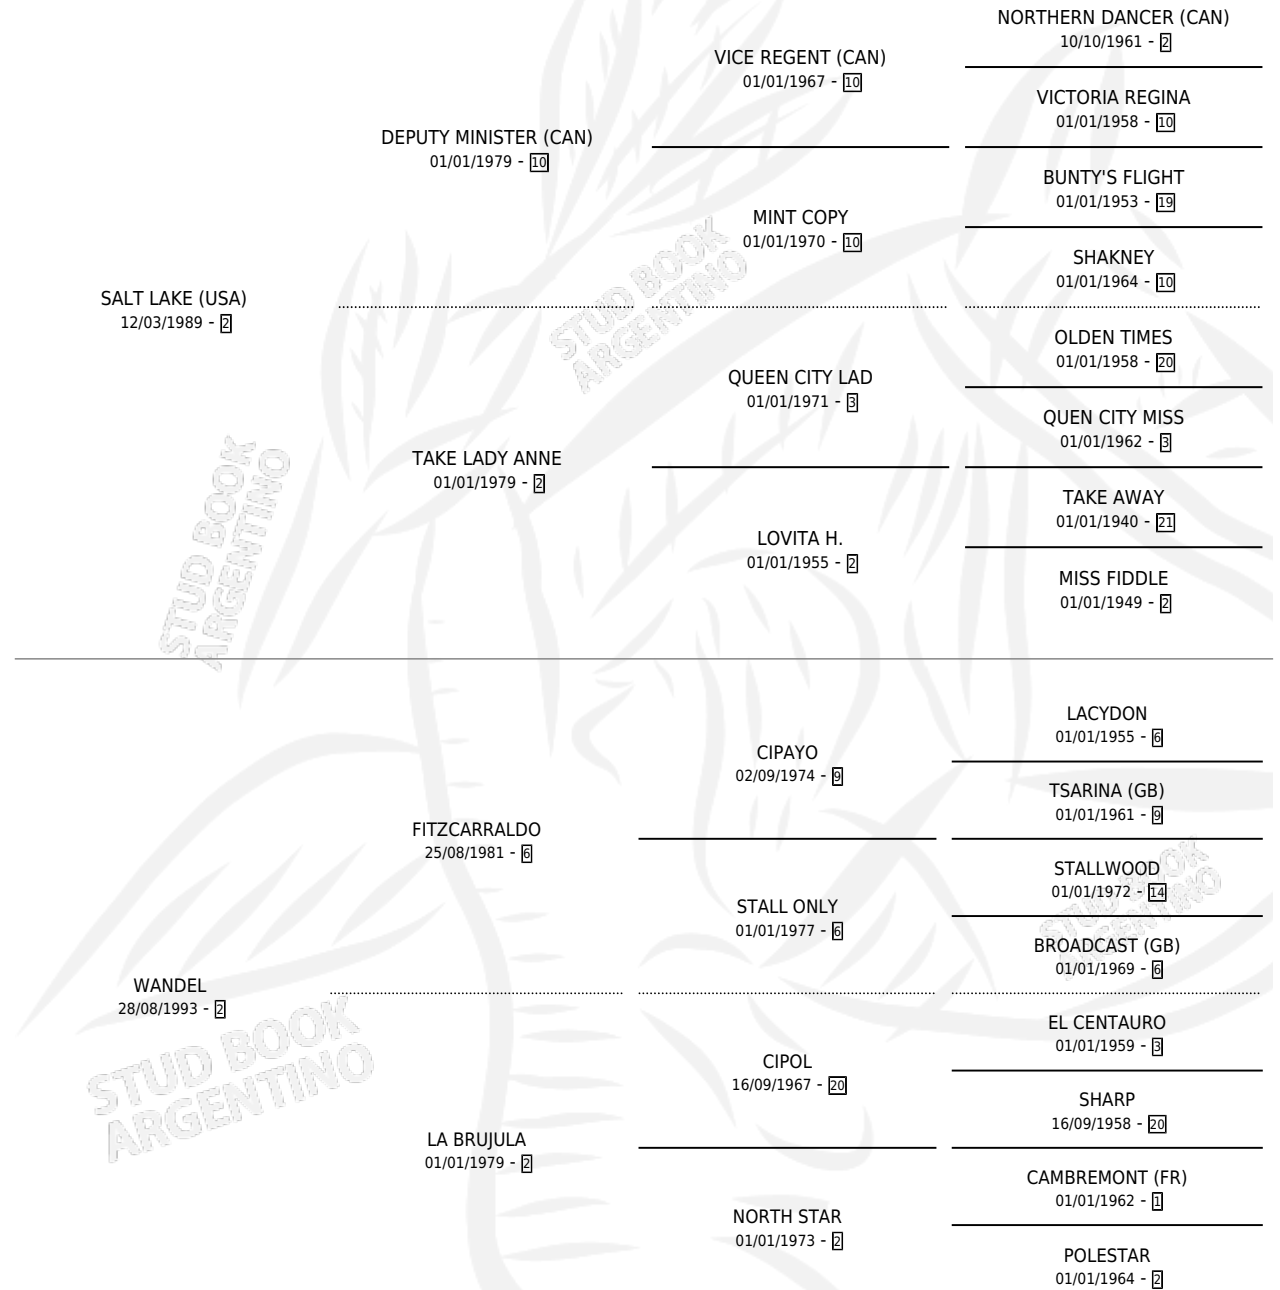 NORTHERN DANCER (CAN)
10/10/1961 - 2
VICE REGENT (CAN)
01/01/1967 - 10
VICTORIA REGINA
01/01/1958 - 10
DEPUTY MINISTER (CAN)
01/01/1979 - 10
BUNTY'S FLIGHT
01/01/1953 - 19
MINT COPY
01/01/1970 - 10
SHAKNEY
01/01/1964 - 10
SALT LAKE (USA)
12/03/1989 - 2
OLDEN TIMES
01/01/1958 - 20
QUEEN CITY LAD
01/01/1971 - 3
QUEN CITY MISS
01/01/1962 - 3
TAKE LADY ANNE
01/01/1979 - 2
TAKE AWAY
01/01/1940 - 21
LOVITA H.
01/01/1955 - 2
MISS FIDDLE
01/01/1949 - 2
LACYDON
01/01/1955 - 6
CIPAYO
02/09/1974 - 9
TSARINA (GB)
01/01/1961 - 9
FITZCARRALDO
25/08/1981 - 6
STALLWOOD
01/01/1972 - 14
STALL ONLY
01/01/1977 - 6
BROADCAST (GB)
01/01/1969 - 6
WANDEL
28/08/1993 - 2
EL CENTAURO
01/01/1959 - 3
CIPOL
16/09/1967 - 20
SHARP
16/09/1958 - 20
LA BRUJULA
01/01/1979 - 2
CAMBREMONT (FR)
01/01/1962 - 1
NORTH STAR
01/01/1973 - 2
POLESTAR
01/01/1964 - 2
STUD BOOK
ARGENTINO
STUD BOOK
ARGENTINO
STUD BOOK
ARGENTINO
STUD BOOK
ARGENTINO